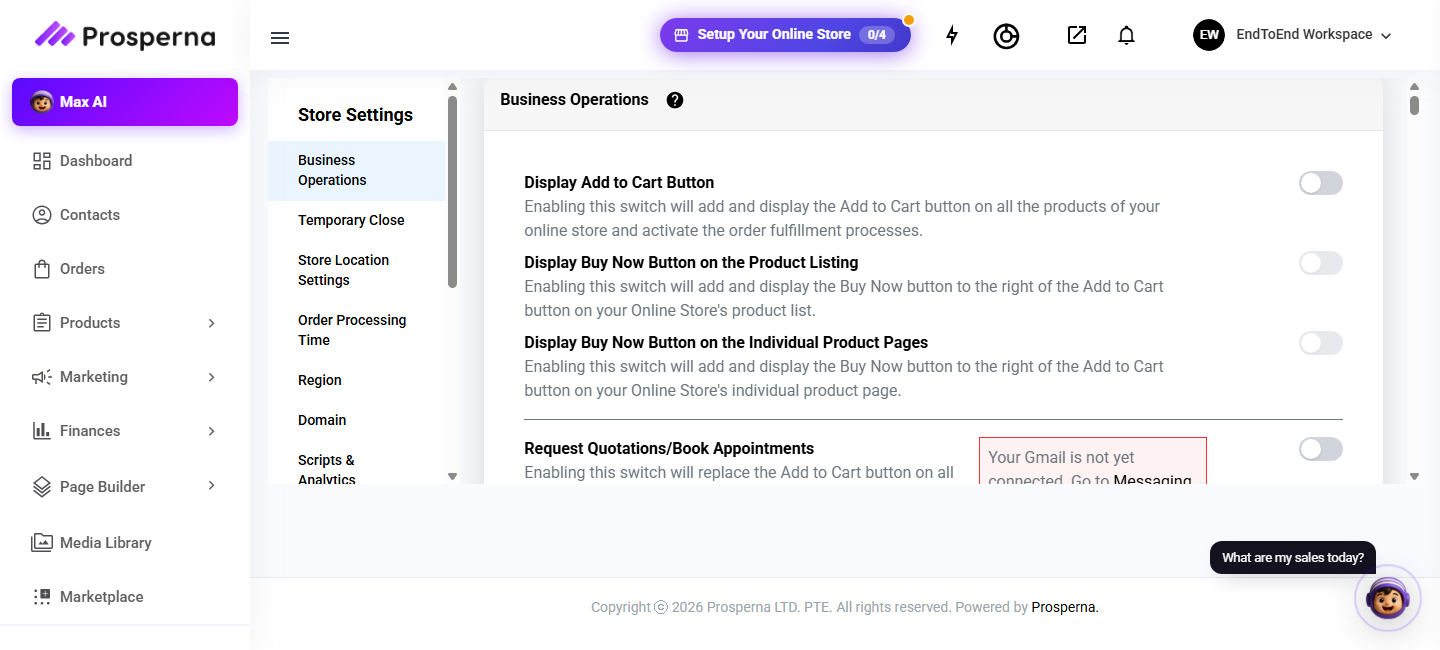 Prosperna
Setup Your Online Store 0/4
EW EndToEnd Workspace
Max AI
Dashboard
Contacts
Orders
Products
Marketing
Finances
Page Builder
Media Library
Marketplace
Store Settings
Business
Operations
Temporary Close
Store Location
Settings
Order Processing
Time
Region
Domain
Scripts &
Analytics
Business Operations ?
Display Add to Cart Button
Enabling this switch will add and display the Add to Cart button on all the products of your
online store and activate the order fulfillment processes.
Display Buy Now Button on the Product Listing
Enabling this switch will add and display the Buy Now button to the right of the Add to Cart
button on your Online Store's product list.
Display Buy Now Button on the Individual Product Pages
Enabling this switch will add and display the Buy Now button to the right of the Add to Cart
button on your Online Store's individual product page.
Request Quotations/Book Appointments
Enabling this switch will replace the Add to Cart button on all
Your Gmail is not yet
connected. Go to Messaging
What are my sales today?
Copyright ⓒ 2026 Prosperna LTD. PTE. All rights reserved. Powered by Prosperna.